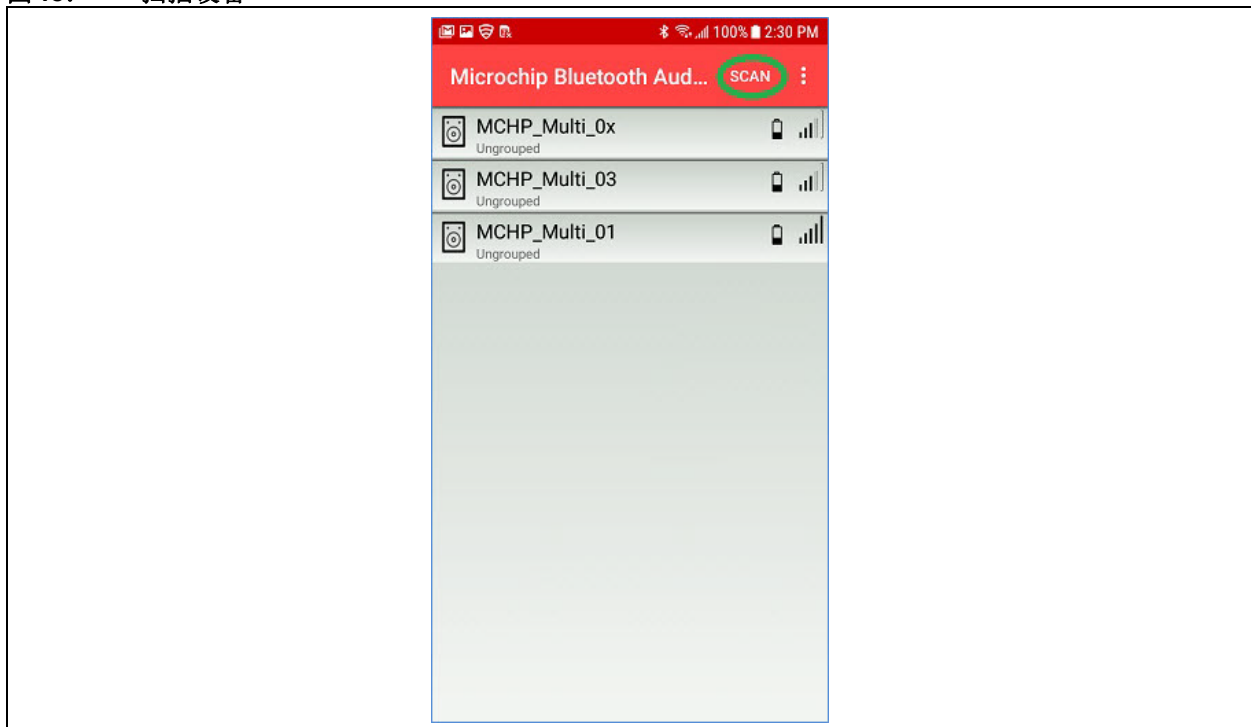 100% 2:30 PM
Microchip Bluetooth Aud... SCAN
MCHP_Multi_0x
Ungrouped
MCHP_Multi_03
Ungrouped
MCHP_Multi_01
Ungrouped